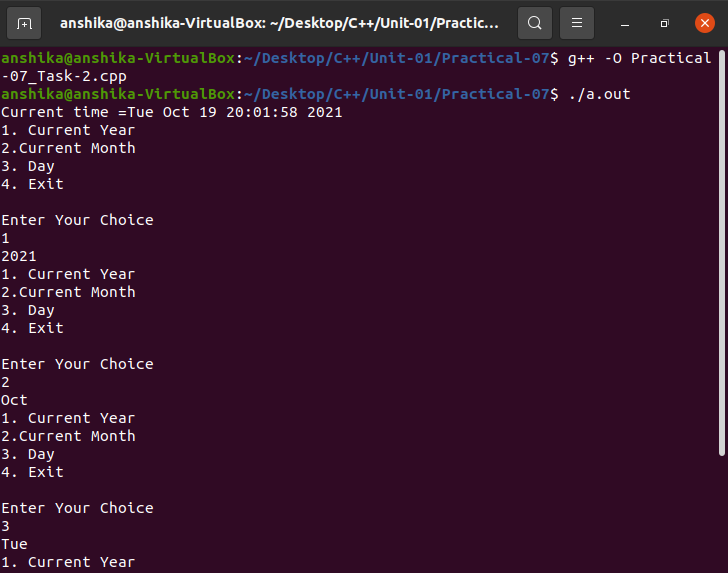 anshika@anshika-VirtualBox: ~/Desktop/C++/Unit-01/Practic...
anshika@anshika-VirtualBox:~/Desktop/C++/Unit-01/Practical-07$ g++ -O Practical
-07_Task-2.cpp
anshika@anshika-VirtualBox:~/Desktop/C++/Unit-01/Practical-07$ ./a.out
Current time =Tue Oct 19 20:01:58 2021
1. Current Year
2.Current Month
3. Day
4. Exit

Enter Your Choice
1
2021
1. Current Year
2.Current Month
3. Day
4. Exit

Enter Your Choice
2
Oct
1. Current Year
2.Current Month
3. Day
4. Exit

Enter Your Choice
3
Tue
1. Current Year